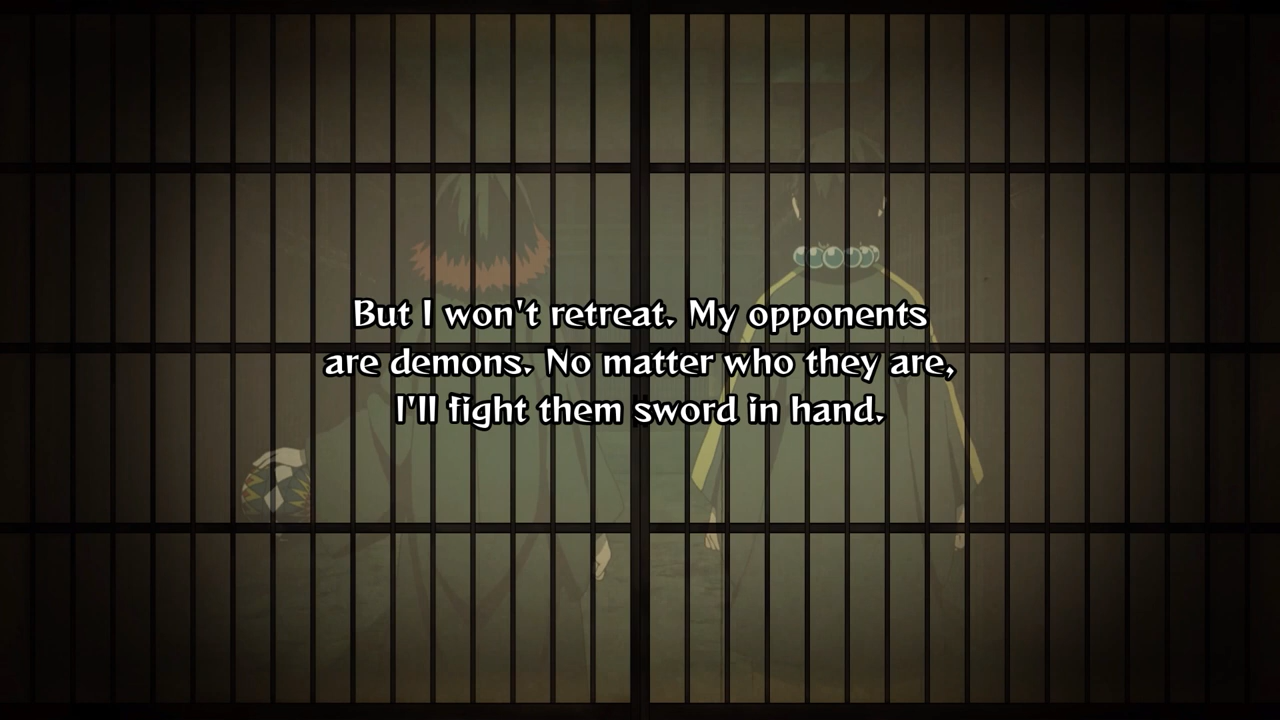 But I won't retreat. My opponents
are demons. No matter who they are,
I'll fight them sword in hand.